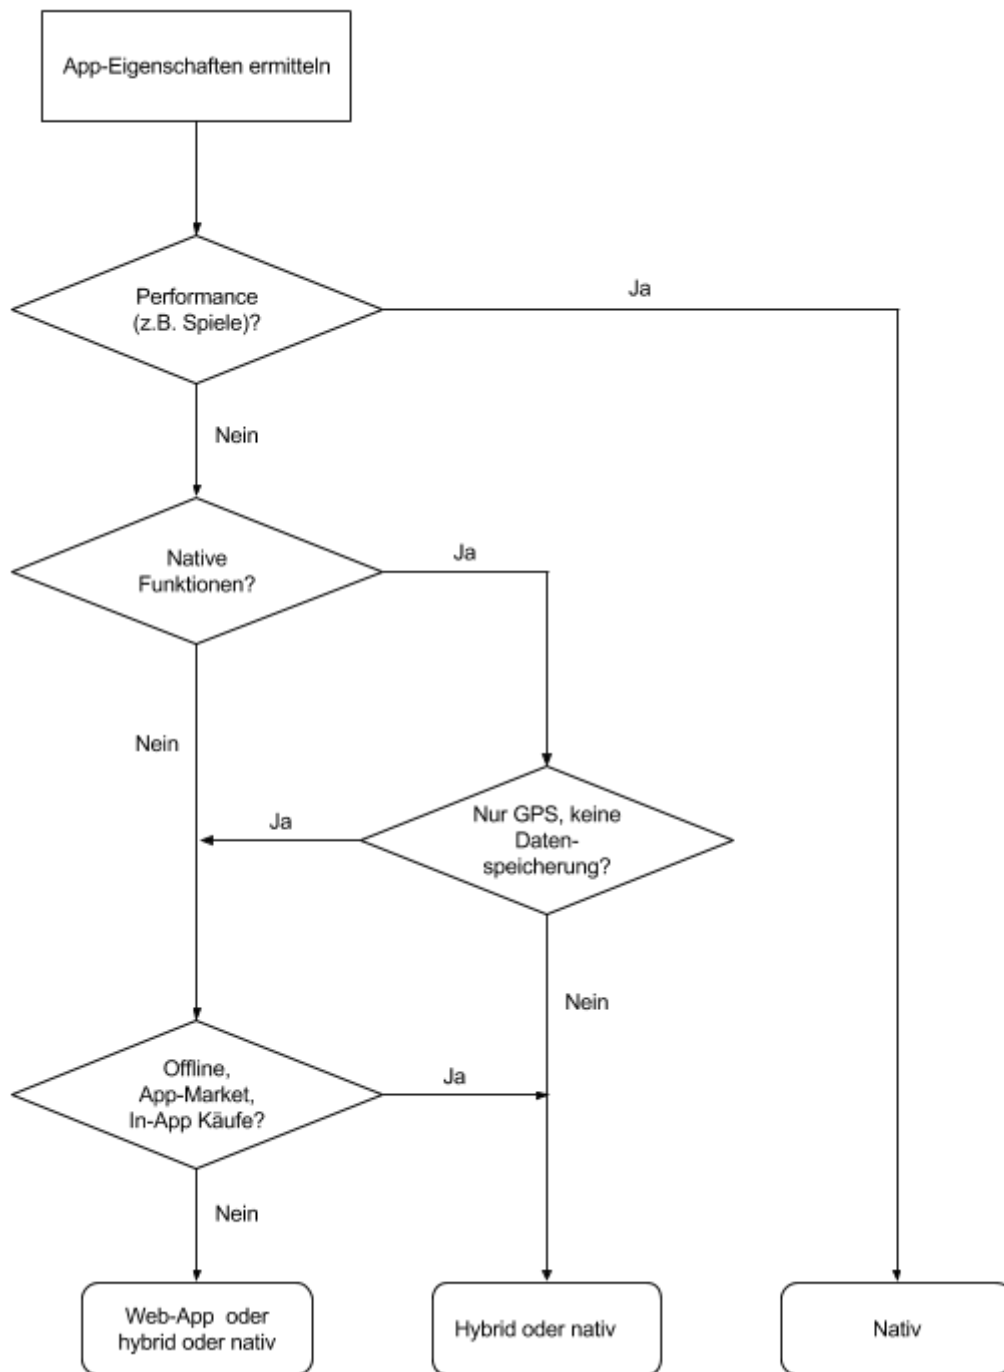 App-Eigenschaften ermitteln
Performance
(z.B. Spiele)?
Ja
Nein
Native
Funktionen?
Ja
Nein
Nur GPS, keine
Daten-
speicherung?
Ja
Nein
Offline,
App-Market,
In-App Käufe?
Ja
Nein
Web-App oder
hybrid oder nativ
Hybrid oder nativ
Nativ